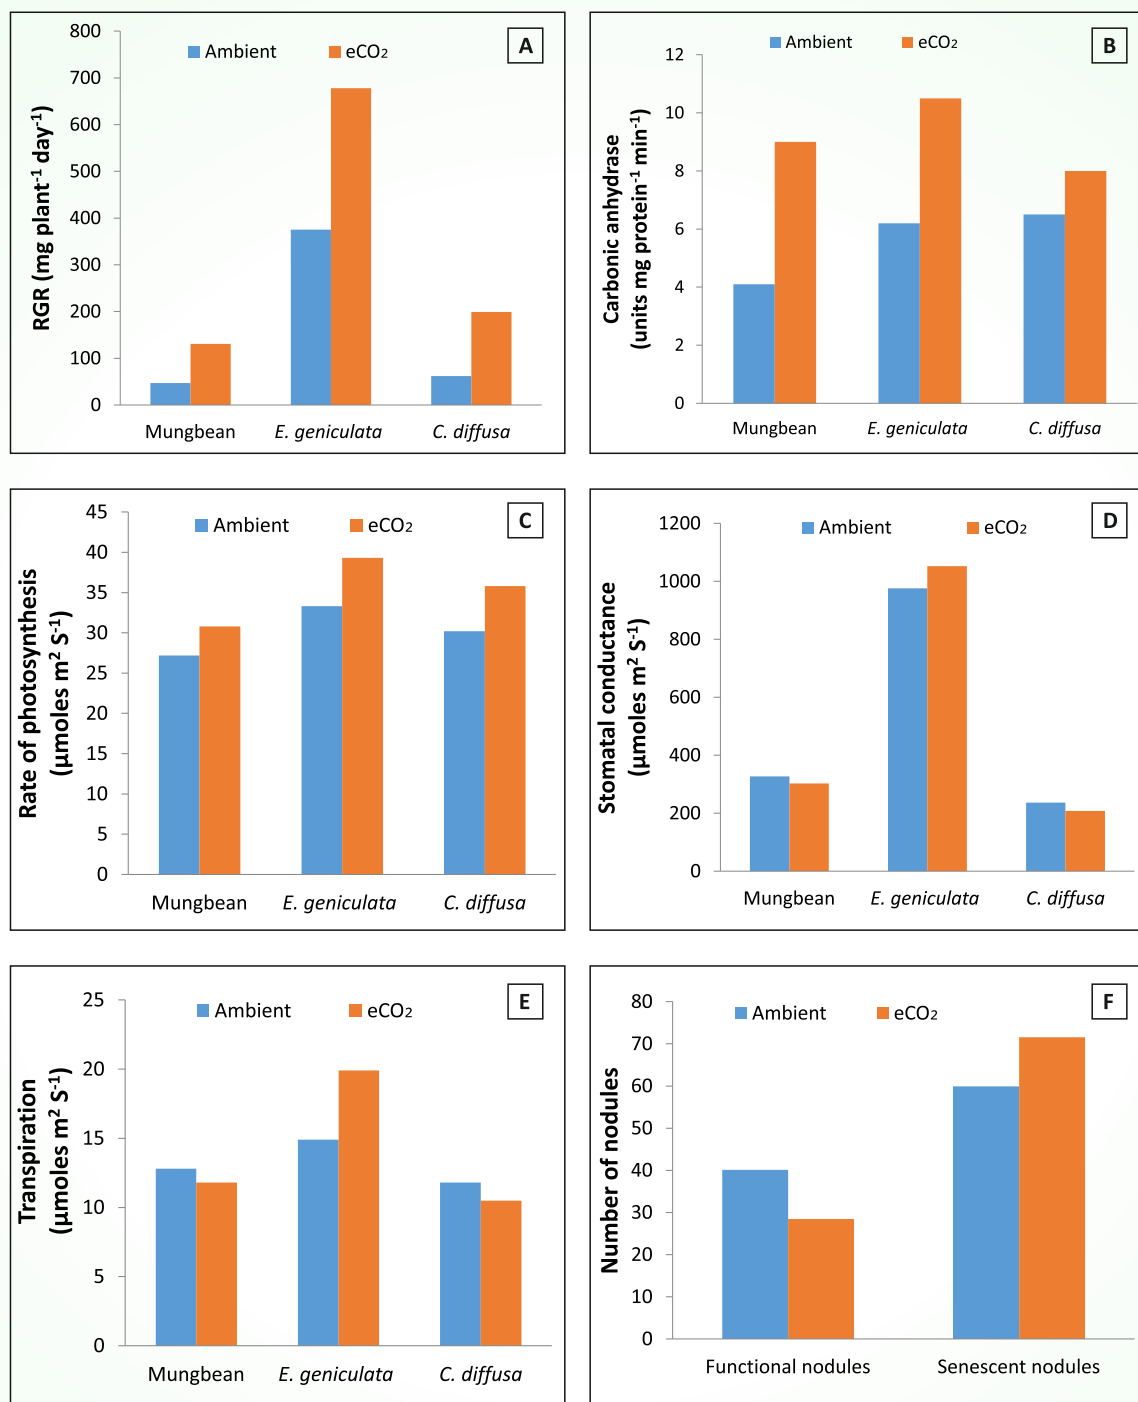 A
Ambient eCO₂
RGR (mg plant⁻¹ day⁻¹)
800
700
600
500
400
300
200
100
0
Mungbean E. geniculata C. diffusa
B
Ambient eCO₂
Carbonic anhydrase
(units mg protein⁻¹ min⁻¹)
12
10
8
6
4
2
0
Mungbean E. geniculata C. diffusa
C
Ambient eCO₂
Rate of photosynthesis
(µmoles m² S⁻¹)
45
40
35
30
25
20
15
10
5
0
Mungbean E. geniculata C. diffusa
D
Ambient eCO₂
Stomatal conductance
(µmoles m² S⁻¹)
1200
1000
800
600
400
200
0
Mungbean E. geniculata C. diffusa
E
Ambient eCO₂
Transpiration
(µmoles m² S⁻¹)
25
20
15
10
5
0
Mungbean E. geniculata C. diffusa
F
Ambient eCO₂
Number of nodules
80
70
60
50
40
30
20
10
0
Functional nodules Senescent nodules